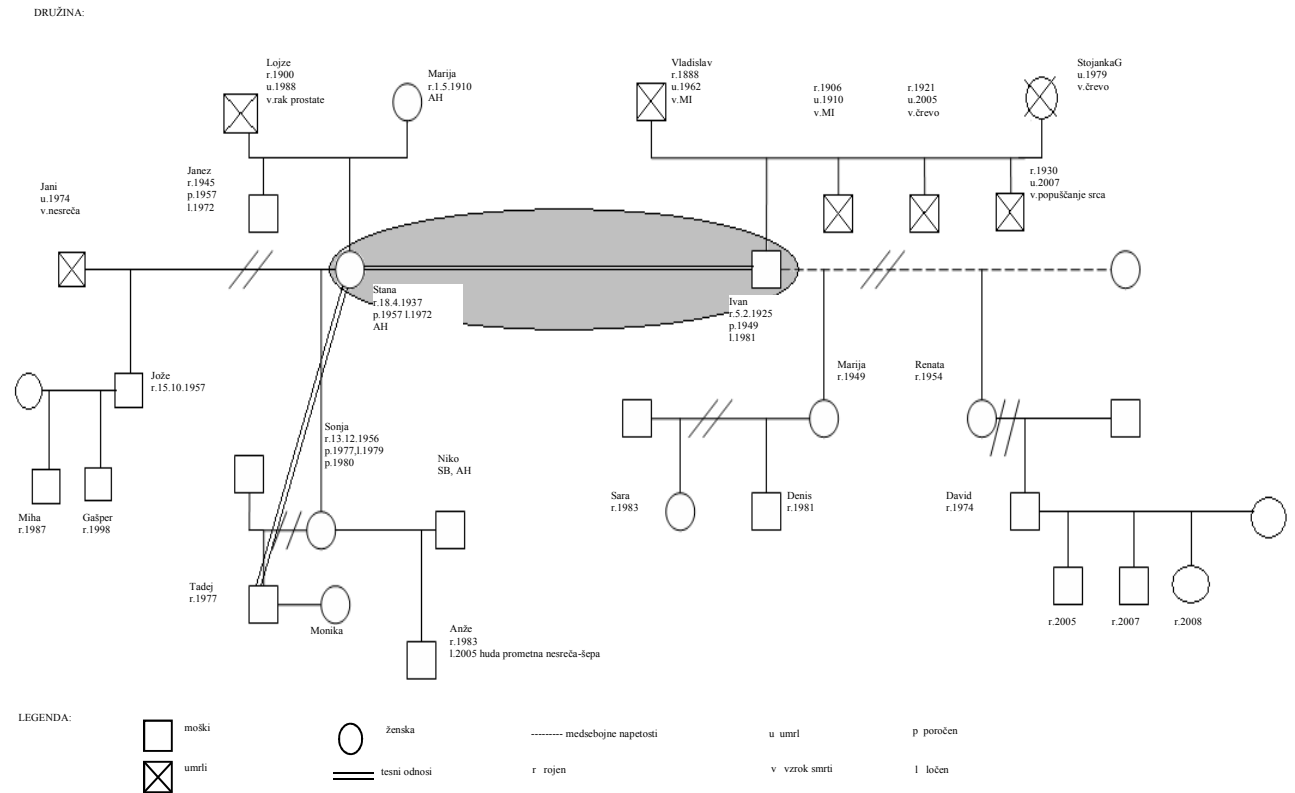 DRUŽINA:
Lojze
r.1900
u.1988
v.rak prostate
Marija
r.1.5.1910
AH
Vladislav
r.1888
u.1962
v.MI
r.1906
u.1910
v.MI
r.1921
u.2005
v.črevo
StojankaG
u.1979
v.črevo
Jani
u.1974
v.nesreča
Janez
r.1945
p.1957
l.1972
r.1930
u.2007
v.popuščanje srca
Stana
r.18.4.1937
p.1957 l.1972
AH
Ivan
r.5.2.1925
p.1949
l.1981
Jože
r.15.10.1957
Marija
r.1949
Renata
r.1954
Sonja
r.13.12.1956
p.1977,l.1979
p.1980
Niko
SB, AH
Miha
r.1987
Gašper
r.1998
Sara
r.1983
Denis
r.1981
David
r.1974
Tadej
r.1977
Monika
Anže
r.1983
l.2005 huda prometna nesreča-šepa
r.2005
r.2007
r.2008
LEGENDA:
moški
ženska
--------- medsebojne napetosti
u umrl
p poročen
umrli
tesni odnosi
r rojen
v vzrok smrti
l ločen